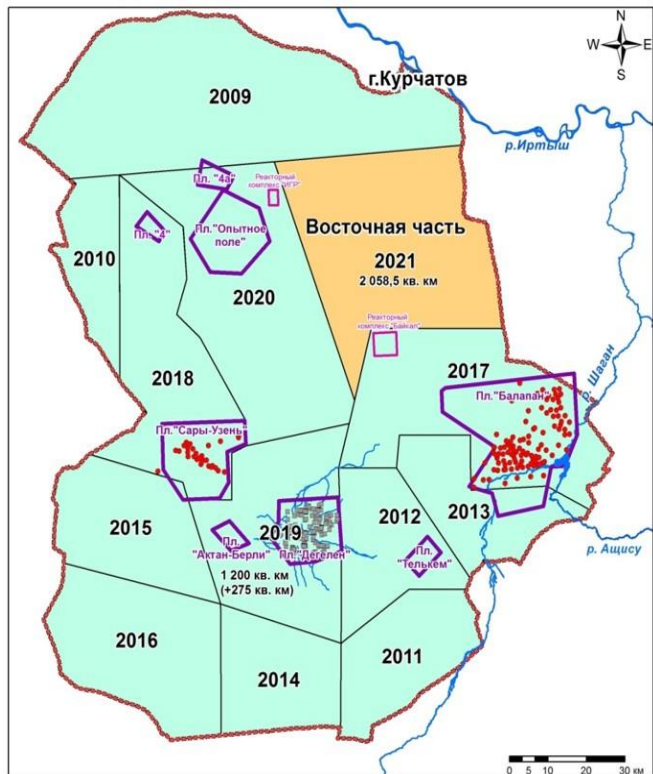 N
W E
S
г.Курчатов
2009
р.Иртыш
Пл. "4а"
Реакторный
комплекс "ИГР"
Пл. "4"
Пл."Опытное
поле"
Восточная часть
2021
2 058,5 кв. км
2010
2020
Реакторный
комплекс "Байкал"
2018
2017
р. Шаган
Пл."Балапан"
Пл."Сары-Узень"
2015
2019
2012
2013
Пл.
"Актан-Берли"
Пл."Дегелен"
Пл.
"Телькем"
р. Ащису
1 200 кв. км
(+275 кв. км)
2016
2014
2011
0 5 10 20 30 км